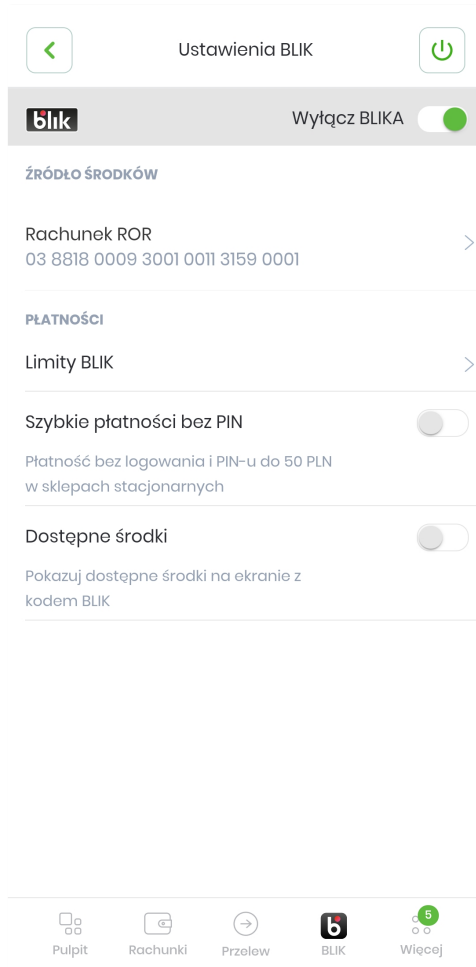 Ustawienia BLIK
blik
Wyłącz BLIKA
ŹRÓDŁO ŚRODKÓW
Rachunek ROR
03 8818 0009 3001 0011 3159 0001
PŁATNOŚCI
Limity BLIK
Szybkie płatności bez PIN
Płatność bez logowania i PIN-u do 50 PLN
w sklepach stacjonarnych
Dostępne środki
Pokazuj dostępne środki na ekranie z
kodem BLIK
5
Pulpit
Rachunki
Przelew
b
BLIK
Więcej